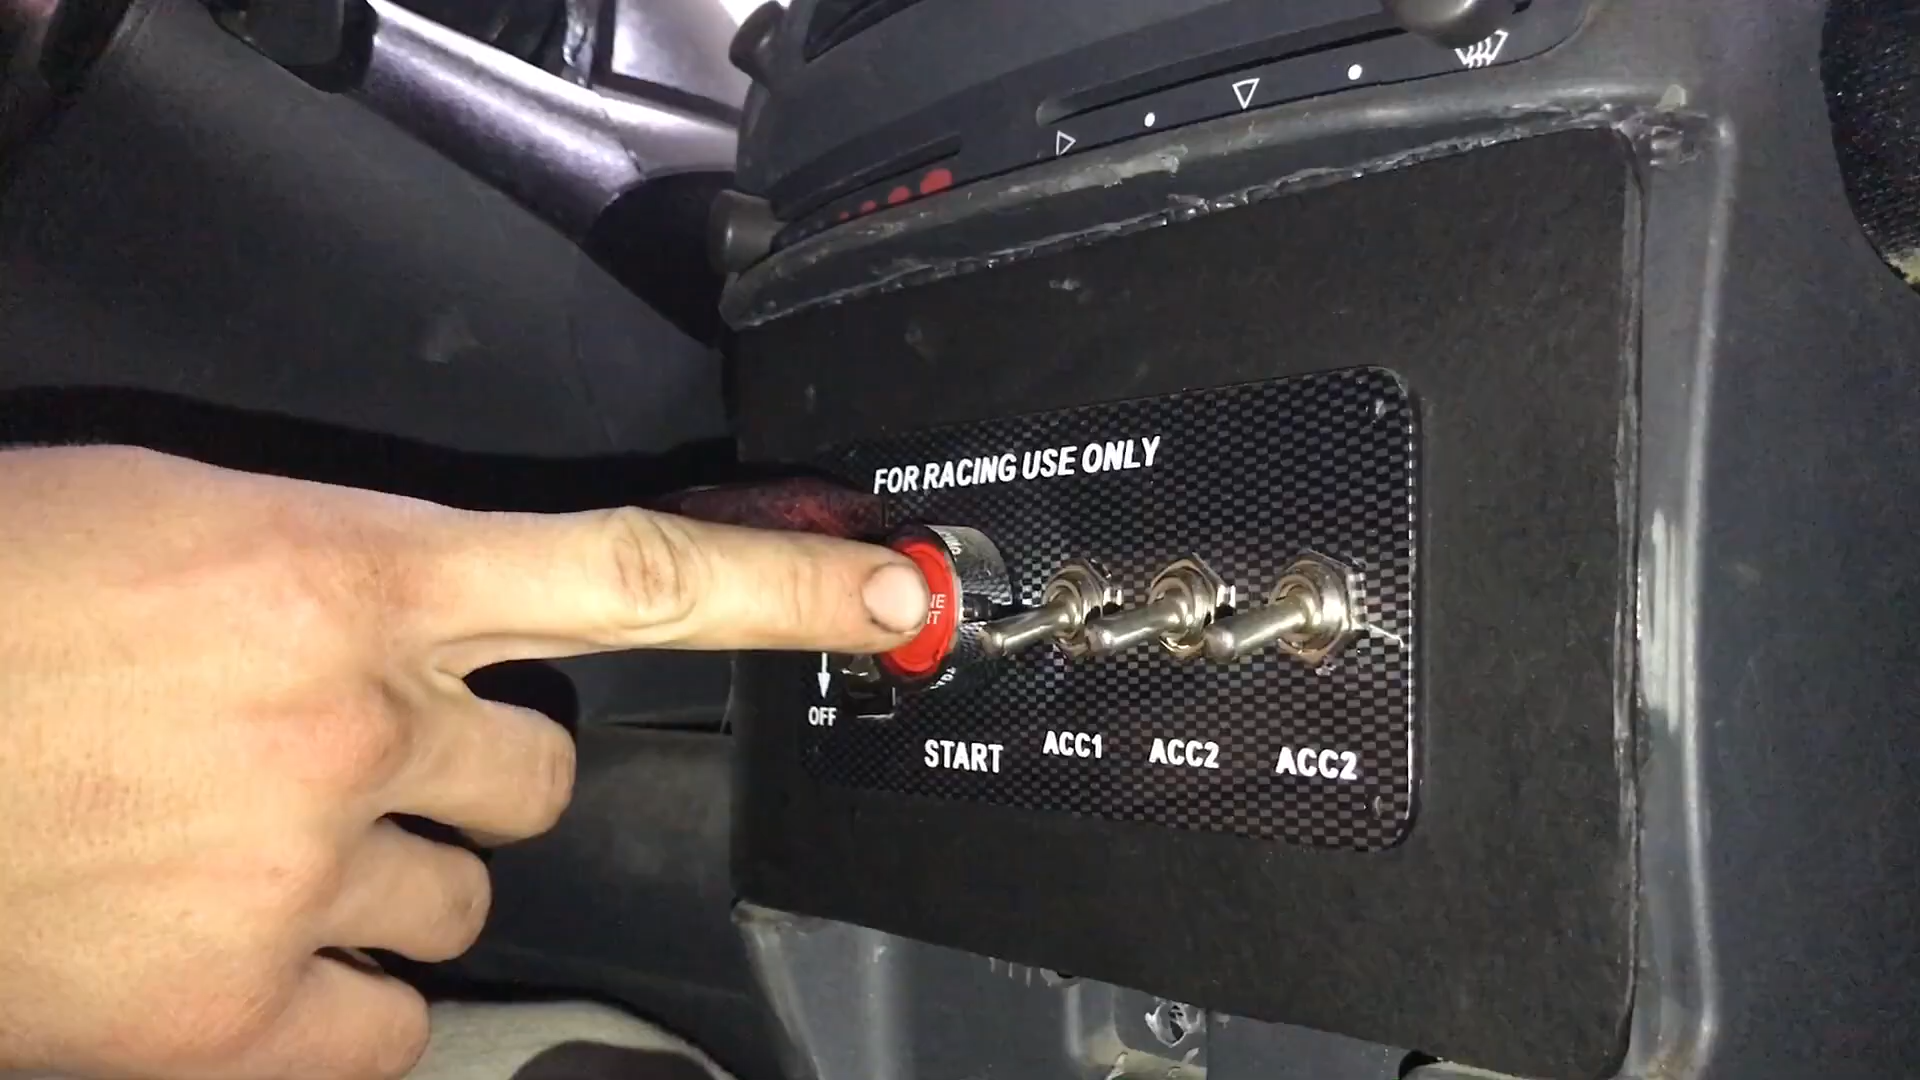 FOR RACING USE ONLY
OFF
START
ACC1
ACC2
ACC2